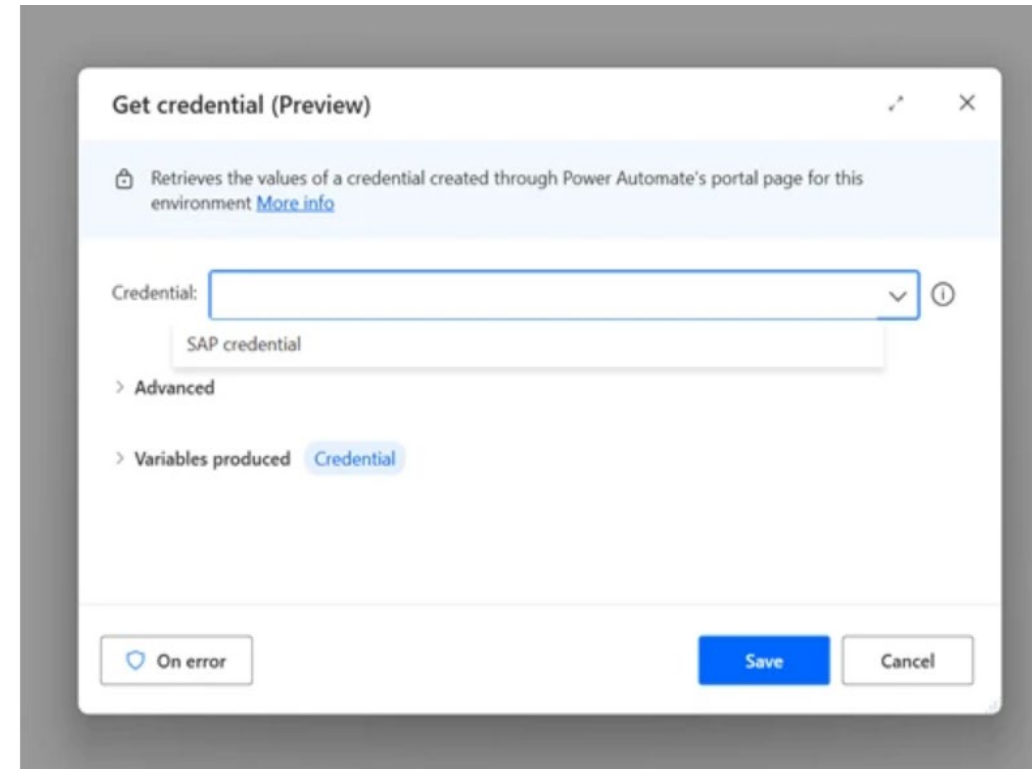 Get credential (Preview)
Retrieves the values of a credential created through Power Automate's portal page for this
environment More info
Credential:
SAP credential
Advanced
Variables produced Credential
On error Save Cancel